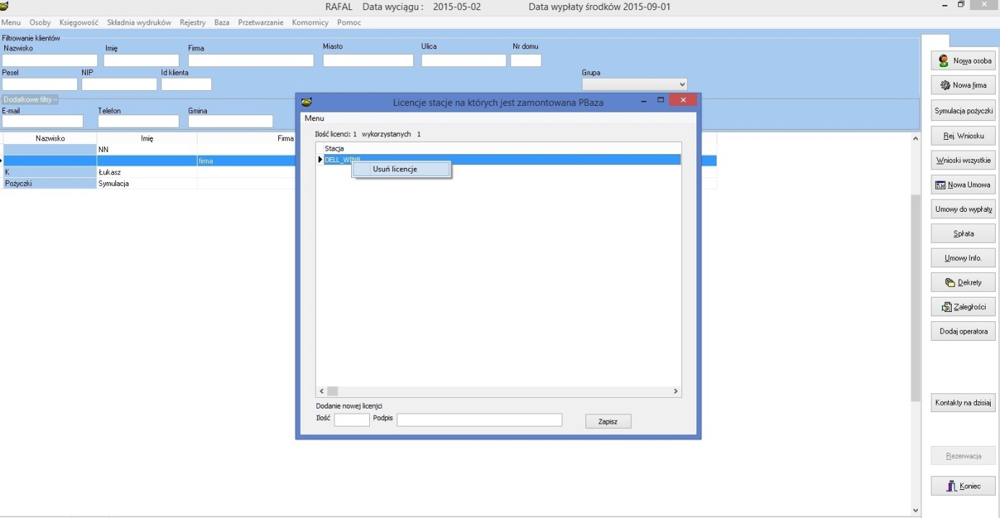 RAFAL Data wyciągu : 2015-05-02 Data wypłaty środków 2015-09-01
Menu Osoby Księgowość Składnia wydruków Rejestry Baza Przetwarzanie Komornicy Pomoc
Filtrowanie klientów
Nazwisko Imię Firma Miasto Ulica Nr domu
Pesel NIP Id klienta Grupa
Dodatkowe filtry --
E-mail Telefon Gmina
Nazwisko Imię Firma
NN
firma
K Łukasz
Pożyczki Symulacja
Licencje stacje na których jest zamontowana PBaza
Menu
Ilość licenci: 1 wykorzystanych 1
Stacja
DELL_WIN8
Usuń licencje
Dodanie nowej licenjci
Ilość Podpis Zapisz
Nowa osoba
Nowa firma
Symulacja pożyczki
Rej. Wniosku
Wnioski wszystkie
Nowa Umowa
Umowy do wypłaty
Spłata
Umowy Info.
Dekrety
Zaległości
Dodaj operatora
Kontakty na dzisiaj
Rezerwacja
Koniec